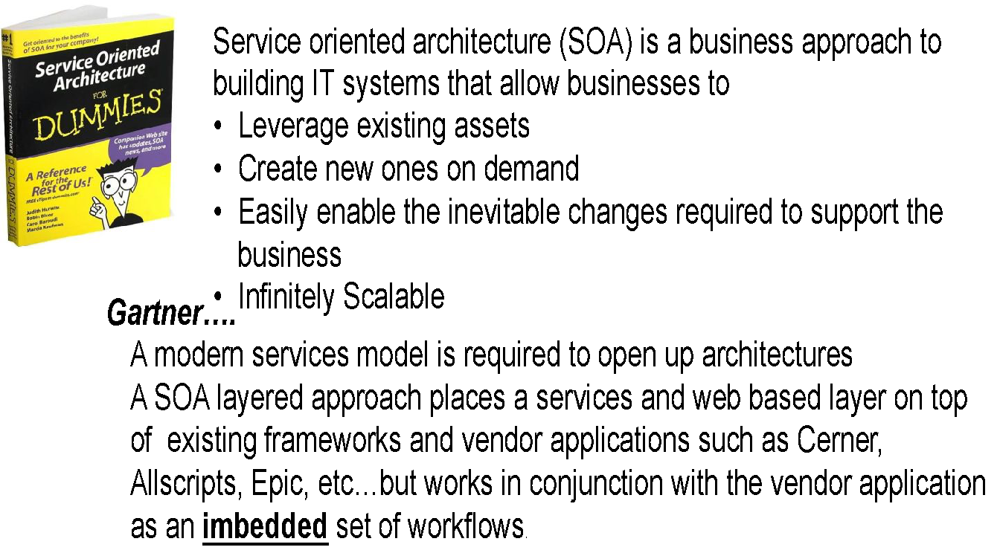 #1
Get oriented to the benefits
of SOA for your company!
Service Oriented
Architecture
FOR
DUMMIES
Companion Web site
has updates, SOA
news, and more
A Reference
for the
Rest of Us!
FREE eTips at dummies.com
Judith Hurwitz
Robin Bloor
Carol Baroudi
Marcia Kaufman
Service Oriented Architecture
Service oriented architecture (SOA) is a business approach to
building IT systems that allow businesses to
• Leverage existing assets
• Create new ones on demand
• Easily enable the inevitable changes required to support the
business
• Infinitely Scalable
Gartner….
A modern services model is required to open up architectures
A SOA layered approach places a services and web based layer on top
of existing frameworks and vendor applications such as Cerner,
Allscripts, Epic, etc…but works in conjunction with the vendor application
as an imbedded set of workflows.